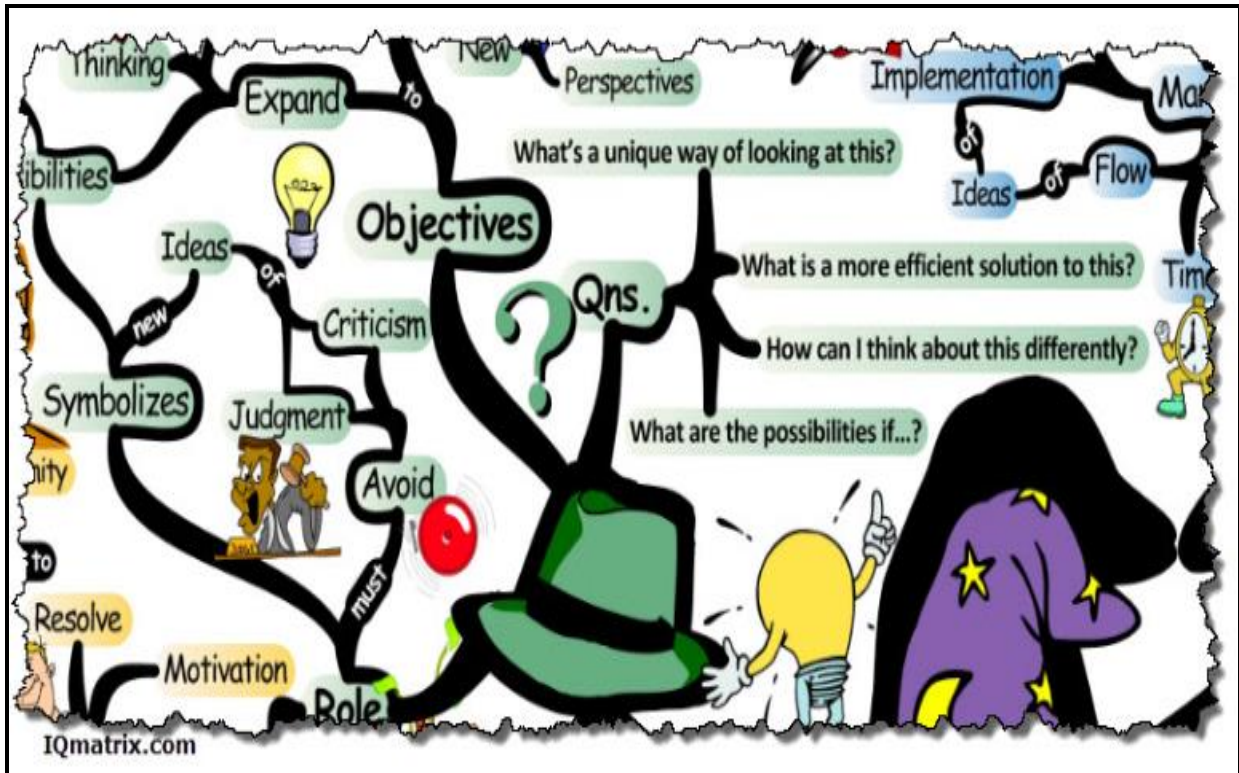 Thinking
Expand
to
New
Perspectives
Implementation
of
Ideas
of
Flow
What's a unique way of looking at this?
Objectives
Ideas
of
new
Criticism
Qns.
What is a more efficient solution to this?
How can I think about this differently?
What are the possibilities if...?
Symbolizes
Judgment
Avoid
must
to
Resolve
Motivation
Role
IQmatrix.com